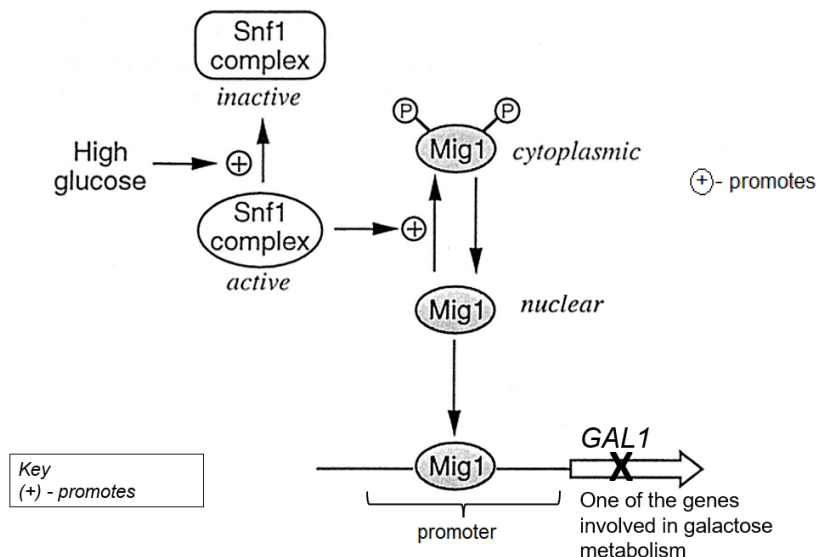 Snf1
complex
inactive
High
glucose
+
Snf1
complex
active
P
P
Mig1
cytoplasmic
+
Mig1
nuclear
+ - promotes
Mig1
promoter
GAL1
X
One of the genes
involved in galactose
metabolism
Key
(+) - promotes